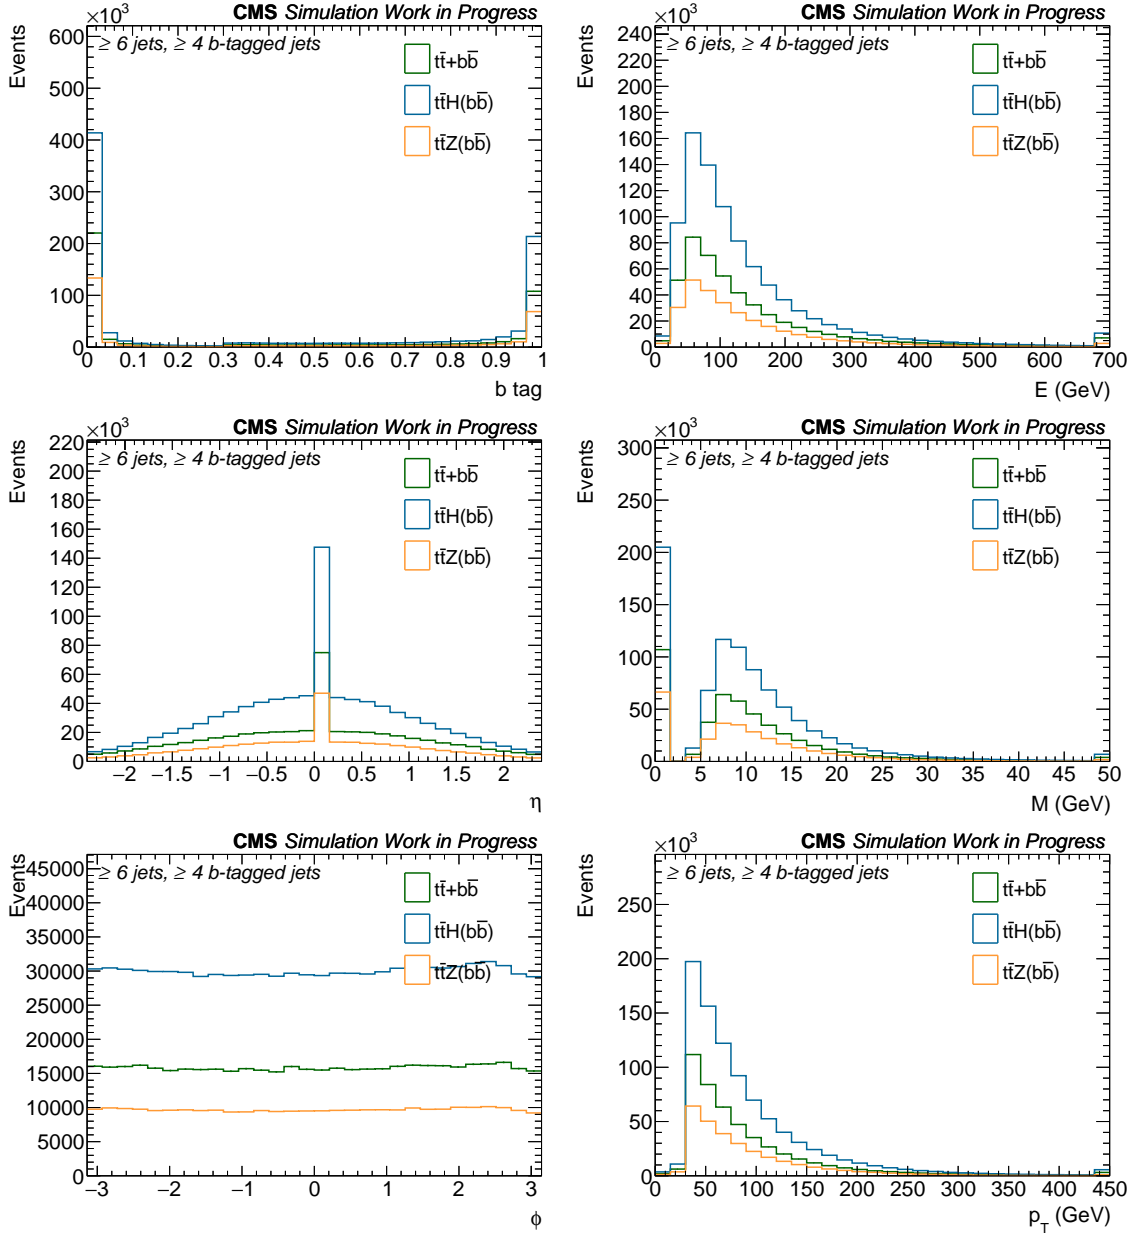 ×10³ CMS Simulation Work in Progress
≥ 6 jets, ≥ 4 b-tagged jets
Events
600
500
400
300
200
100
0
tt̄+bb̄
tt̄H(bb̄)
tt̄Z(bb̄)
0 0.1 0.2 0.3 0.4 0.5 0.6 0.7 0.8 0.9 1
b tag
×10³ CMS Simulation Work in Progress
≥ 6 jets, ≥ 4 b-tagged jets
Events
240
220
200
180
160
140
120
100
80
60
40
20
0
tt̄+bb̄
tt̄H(bb̄)
tt̄Z(bb̄)
0 100 200 300 400 500 600 700
E (GeV)
×10³ CMS Simulation Work in Progress
≥ 6 jets, ≥ 4 b-tagged jets
Events
220
200
180
160
140
120
100
80
60
40
20
0
tt̄+bb̄
tt̄H(bb̄)
tt̄Z(bb̄)
−2 −1.5 −1 −0.5 0 0.5 1 1.5 2
η
×10³ CMS Simulation Work in Progress
≥ 6 jets, ≥ 4 b-tagged jets
Events
300
250
200
150
100
50
0
tt̄+bb̄
tt̄H(bb̄)
tt̄Z(bb̄)
0 5 10 15 20 25 30 35 40 45 50
M (GeV)
CMS Simulation Work in Progress
≥ 6 jets, ≥ 4 b-tagged jets
Events
45000
40000
35000
30000
25000
20000
15000
10000
5000
0
tt̄+bb̄
tt̄H(bb̄)
tt̄Z(bb̄)
−3 −2 −1 0 1 2 3
ϕ
×10³ CMS Simulation Work in Progress
≥ 6 jets, ≥ 4 b-tagged jets
Events
250
200
150
100
50
0
tt̄+bb̄
tt̄H(bb̄)
tt̄Z(bb̄)
0 50 100 150 200 250 300 350 400 450
p_T (GeV)